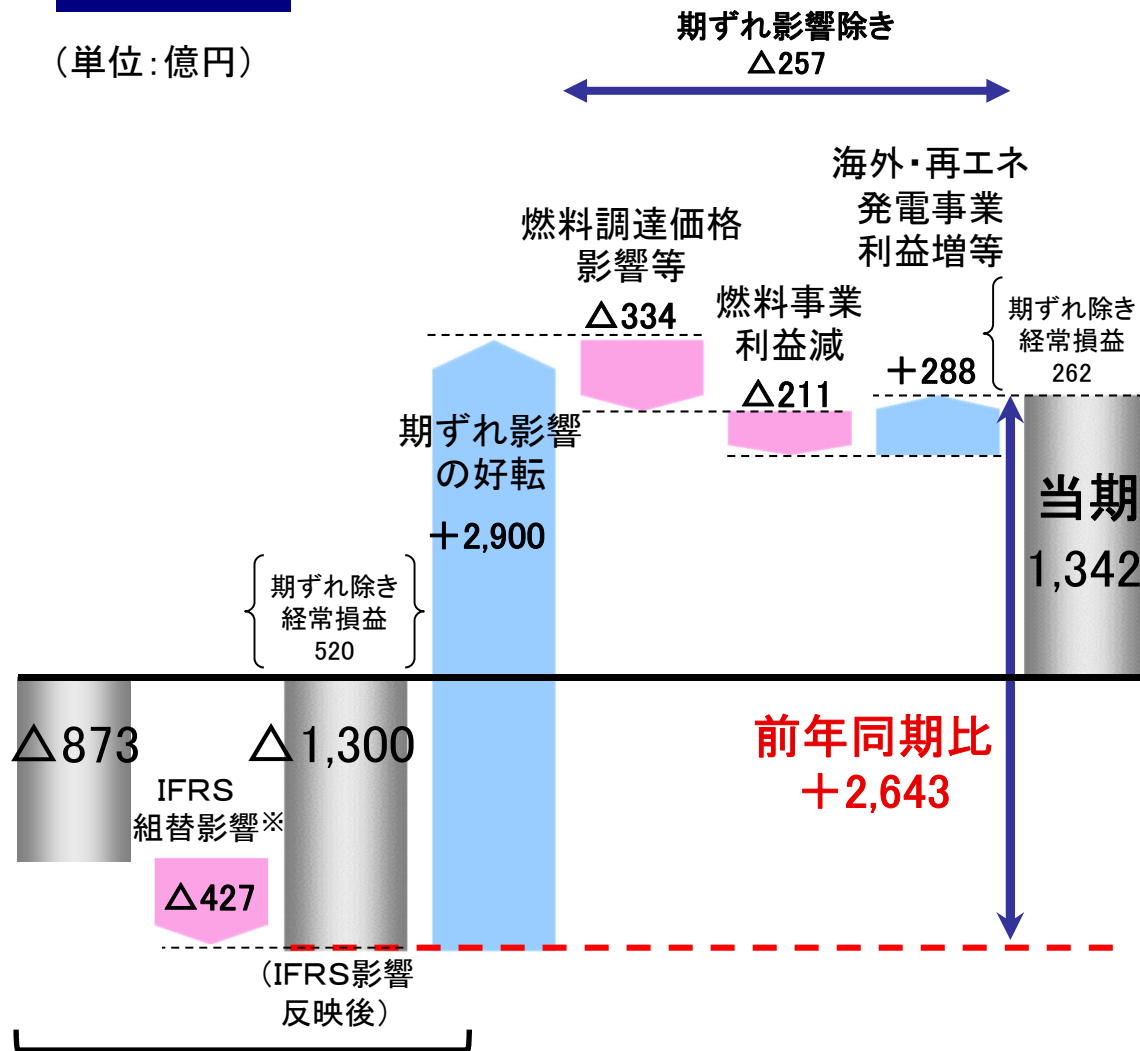 (単位:億円)
期ずれ影響除き
△257
海外・再エネ
発電事業
利益増等
+288
燃料調達価格
影響等
△334
燃料事業
利益減
△211
期ずれ除き
経常損益
262
期ずれ影響
の好転
+2,900
当期
1,342
期ずれ除き
経常損益
520
△873
△1,300
前年同期比
+2,643
IFRS
組替影響※
△427
(IFRS影響
反映後)